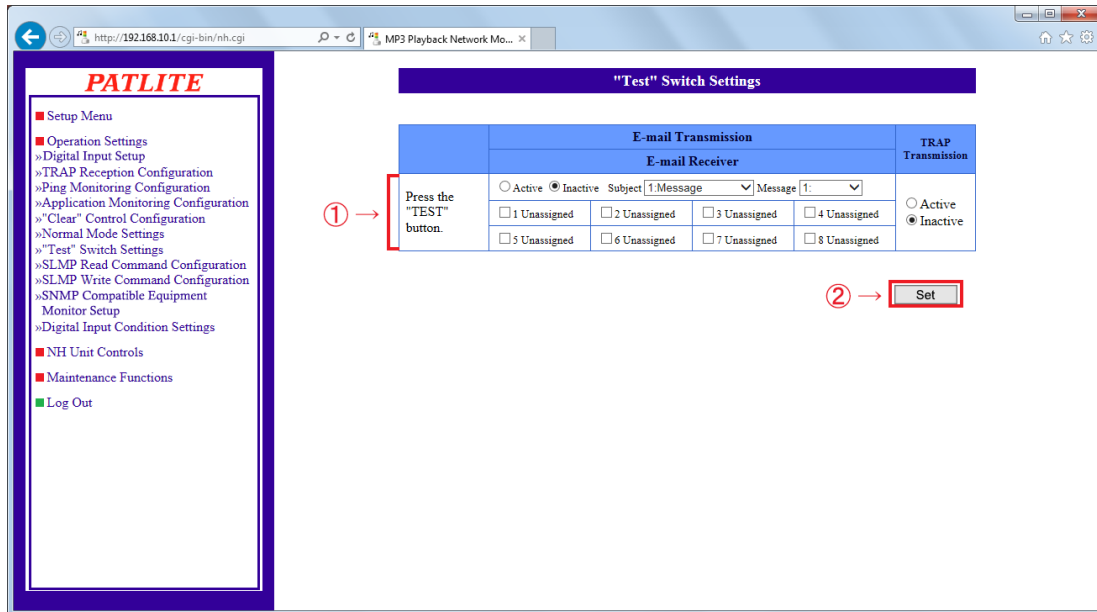 http://192.168.10.1/cgi-bin/nh.cgi
MP3 Playback Network Mo...
PATLITE
Setup Menu
Operation Settings
»Digital Input Setup
»TRAP Reception Configuration
»Ping Monitoring Configuration
»Application Monitoring Configuration
»"Clear" Control Configuration
»Normal Mode Settings
»"Test" Switch Settings
»SLMP Read Command Configuration
»SLMP Write Command Configuration
»SNMP Compatible Equipment
Monitor Setup
»Digital Input Condition Settings
NH Unit Controls
Maintenance Functions
Log Out
"Test" Switch Settings
E-mail Transmission
E-mail Receiver
TRAP
Transmission
① →
Press the
"TEST"
button.
Active Inactive Subject 1:Message Message 1:
1 Unassigned 2 Unassigned 3 Unassigned 4 Unassigned
5 Unassigned 6 Unassigned 7 Unassigned 8 Unassigned
Active
Inactive
② → Set